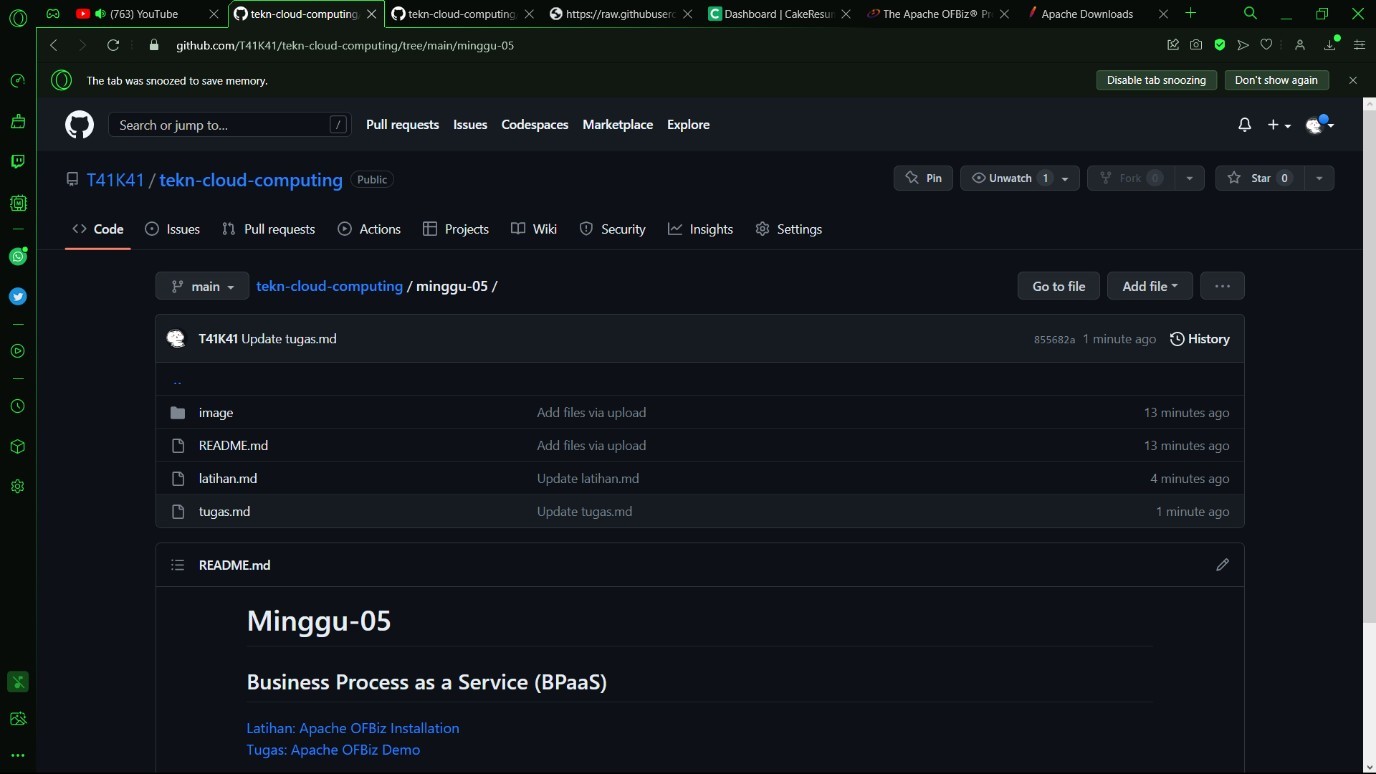 (763) YouTube
tekn-cloud-computing
tekn-cloud-computing
https://raw.githubuserc
Dashboard | CakeResum
The Apache OFBiz® Pr
Apache Downloads
github.com/T41K41/tekn-cloud-computing/tree/main/minggu-05
The tab was snoozed to save memory.
Disable tab snoozing
Don't show again
Search or jump to...
/
Pull requests
Issues
Codespaces
Marketplace
Explore
T41K41 / tekn-cloud-computing
Public
Pin
Unwatch 1
Fork 0
Star 0
Code
Issues
Pull requests
Actions
Projects
Wiki
Security
Insights
Settings
main
tekn-cloud-computing / minggu-05 /
Go to file
Add file
...
T41K41 Update tugas.md
855682a 1 minute ago
History
..
image Add files via upload 13 minutes ago
README.md Add files via upload 13 minutes ago
latihan.md Update latihan.md 4 minutes ago
tugas.md Update tugas.md 1 minute ago
README.md
Minggu-05
Business Process as a Service (BPaaS)
Latihan: Apache OFBiz Installation
Tugas: Apache OFBiz Demo